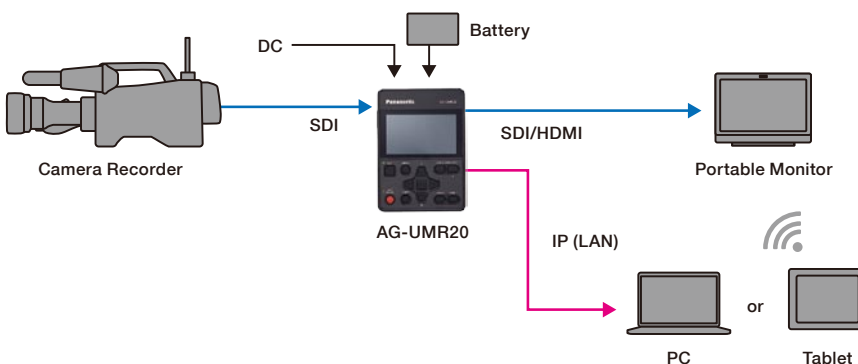 Battery
DC
Panasonic
SDI
SDI/HDMI
Camera Recorder
Portable Monitor
AG-UMR20
IP (LAN)
or
PC
Tablet